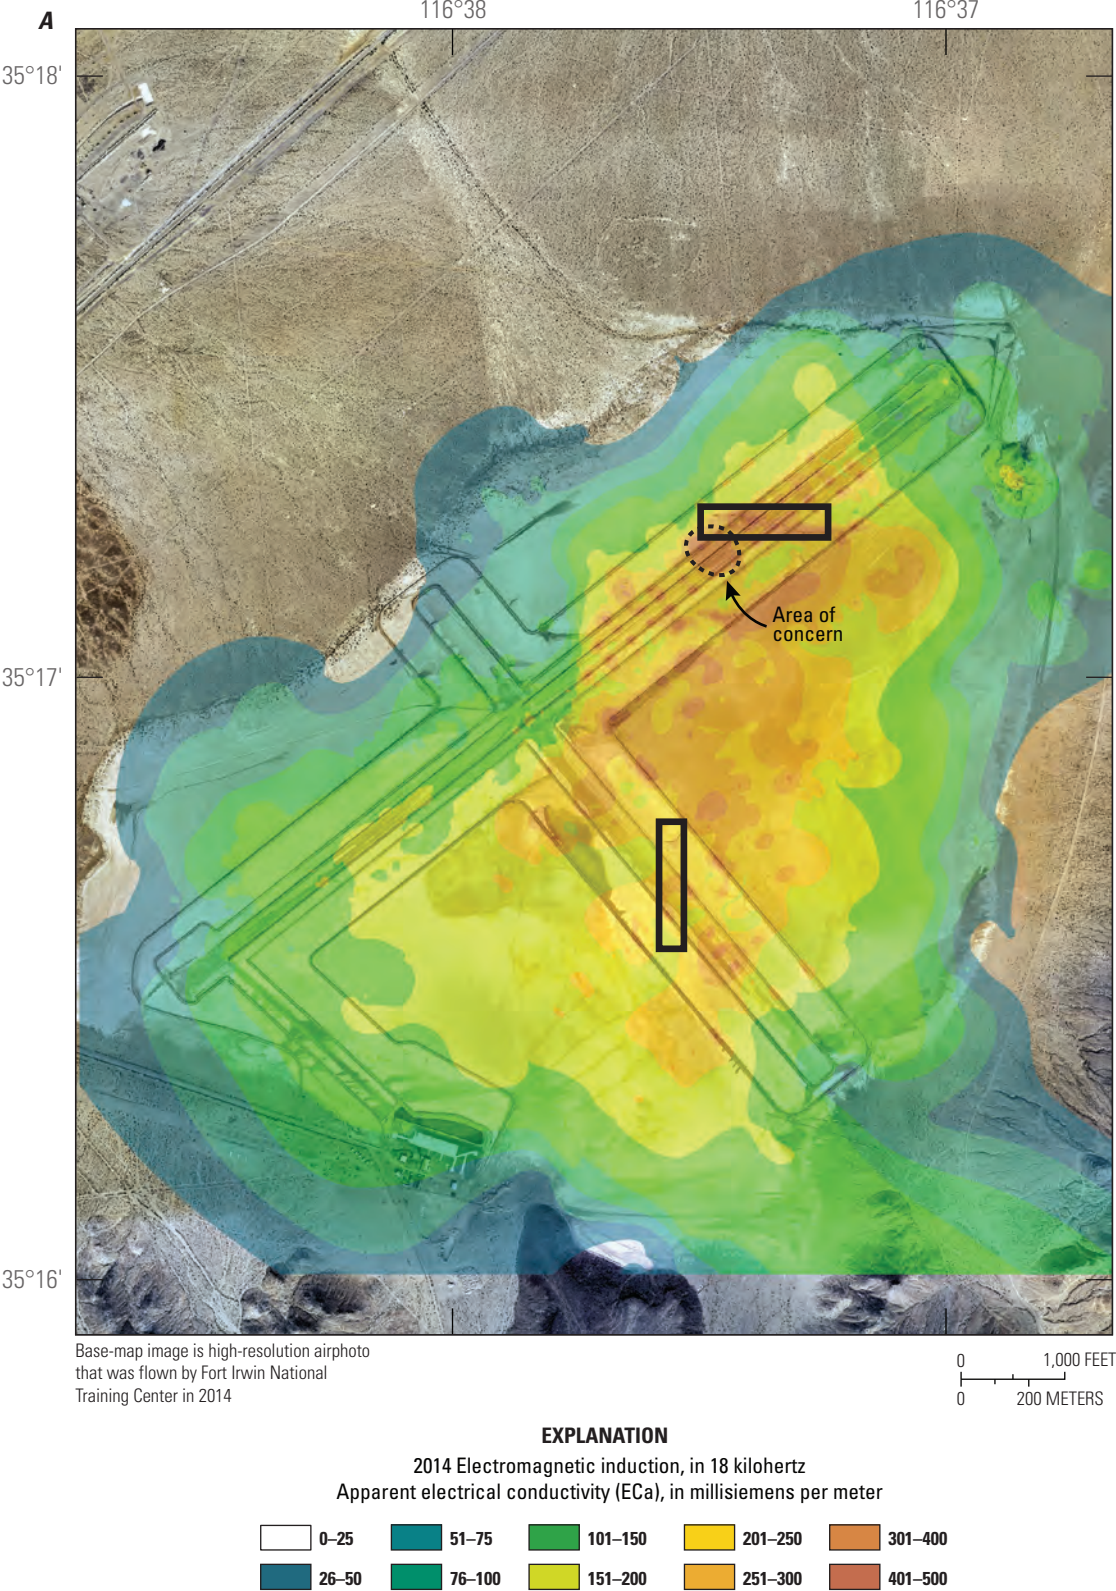 A
116°38
116°37
35°18'
Area of
concern
35°17'
35°16'
Base-map image is high-resolution airphoto
that was flown by Fort Irwin National
Training Center in 2014
0 1,000 FEET
0 200 METERS
EXPLANATION
2014 Electromagnetic induction, in 18 kilohertz
Apparent electrical conductivity (ECa), in millisiemens per meter
0–25 51–75 101–150 201–250 301–400
26–50 76–100 151–200 251–300 401–500